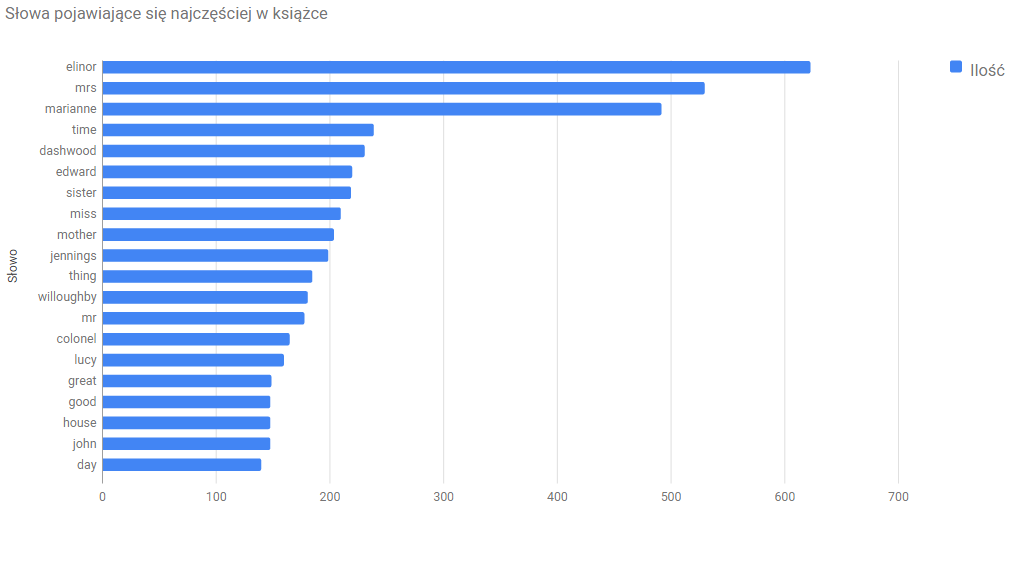 Słowa pojawiające się najczęściej w książce
Ilość
Słowo
elinor
mrs
marianne
time
dashwood
edward
sister
miss
mother
jennings
thing
willoughby
mr
colonel
lucy
great
good
house
john
day
0 100 200 300 400 500 600 700